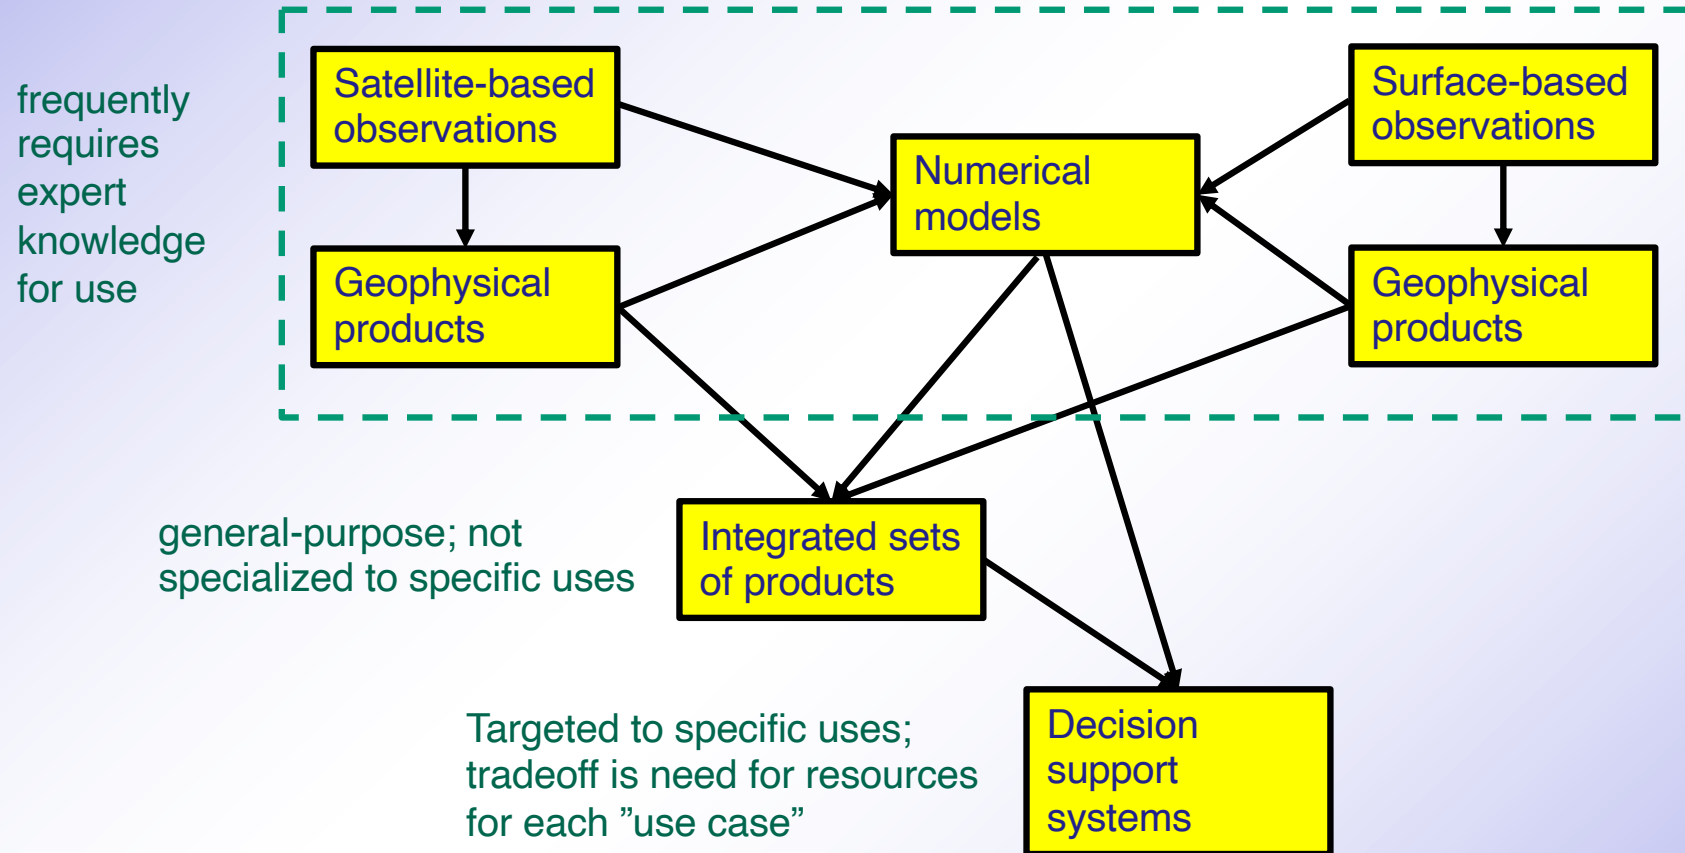 frequently
requires
expert
knowledge
for use
Satellite-based
observations
Surface-based
observations
Numerical
models
Geophysical
products
Geophysical
products
general-purpose; not
specialized to specific uses
Integrated sets
of products
Targeted to specific uses;
tradeoff is need for resources
for each ”use case”
Decision
support
systems